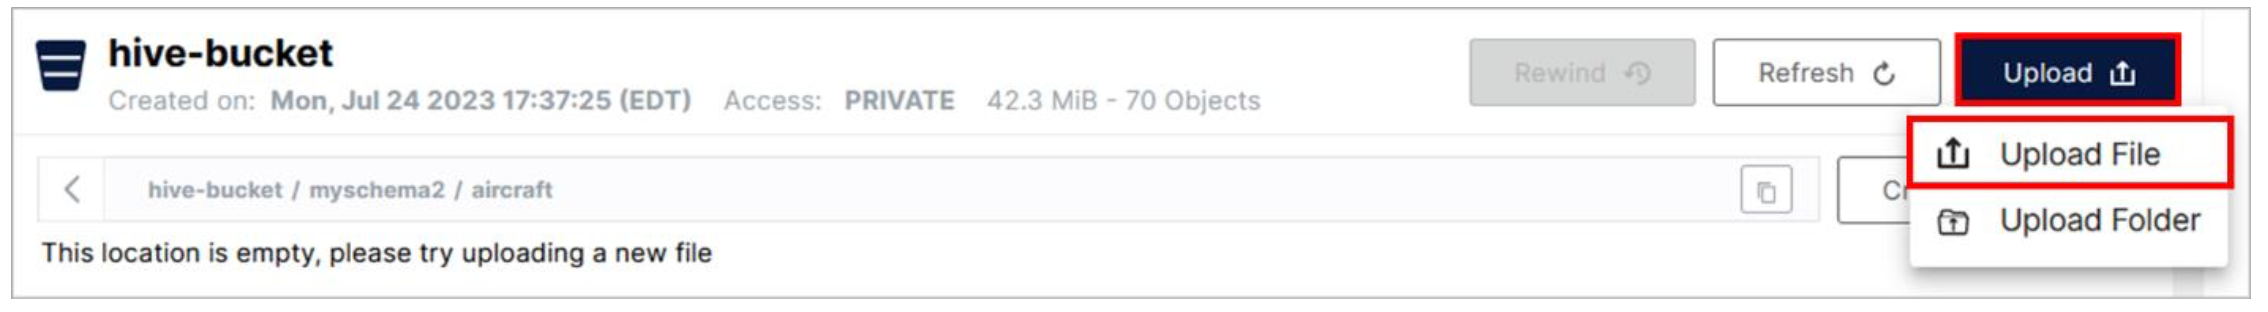 hive-bucket
Created on: Mon, Jul 24 2023 17:37:25 (EDT) Access: PRIVATE 42.3 MiB - 70 Objects
Rewind
Refresh
Upload
Upload File
Upload Folder
hive-bucket / myschema2 / aircraft
This location is empty, please try uploading a new file